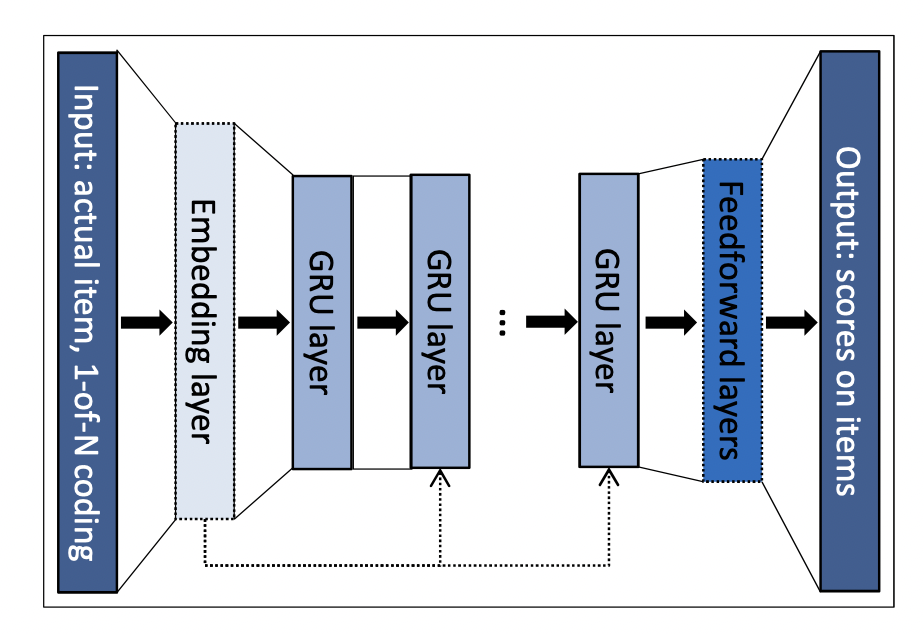 Input: actual item, 1-of-N coding
Embedding layer
GRU layer
GRU layer
...
GRU layer
Feedforward layers
Output: scores on items